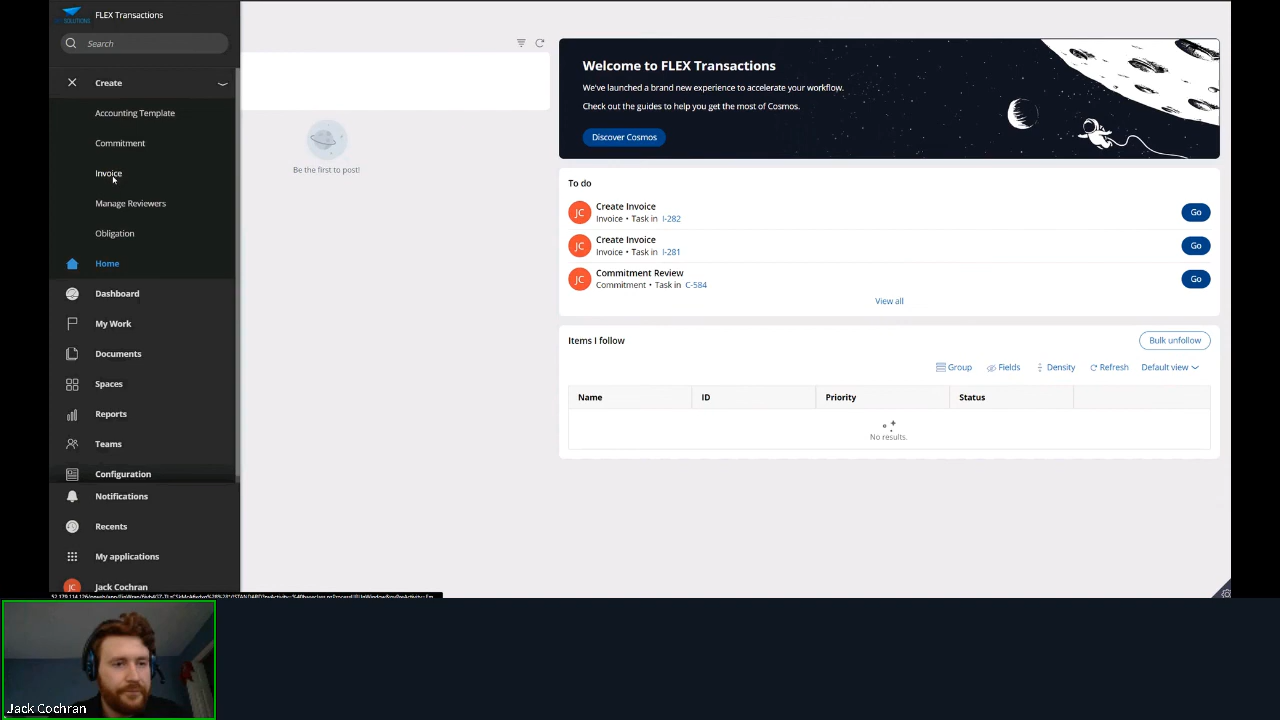 SOLUTIONS
FLEX Transactions
Search
Create
Accounting Template
Commitment
Invoice
Manage Reviewers
Obligation
Home
Dashboard
My Work
Documents
Spaces
Reports
Teams
Configuration
Notifications
Recents
My applications
JC Jack Cochran
Be the first to post!
Welcome to FLEX Transactions
We've launched a brand new experience to accelerate your workflow.
Check out the guides to help you get the most of Cosmos.
Discover Cosmos
To do
JC Create Invoice
Invoice • Task in I-282
Go
JC Create Invoice
Invoice • Task in I-281
Go
JC Commitment Review
Commitment • Task in C-584
Go
View all
Items I follow
Bulk unfollow
Group Fields Density Refresh Default view
Name ID Priority Status
No results.
Jack Cochran